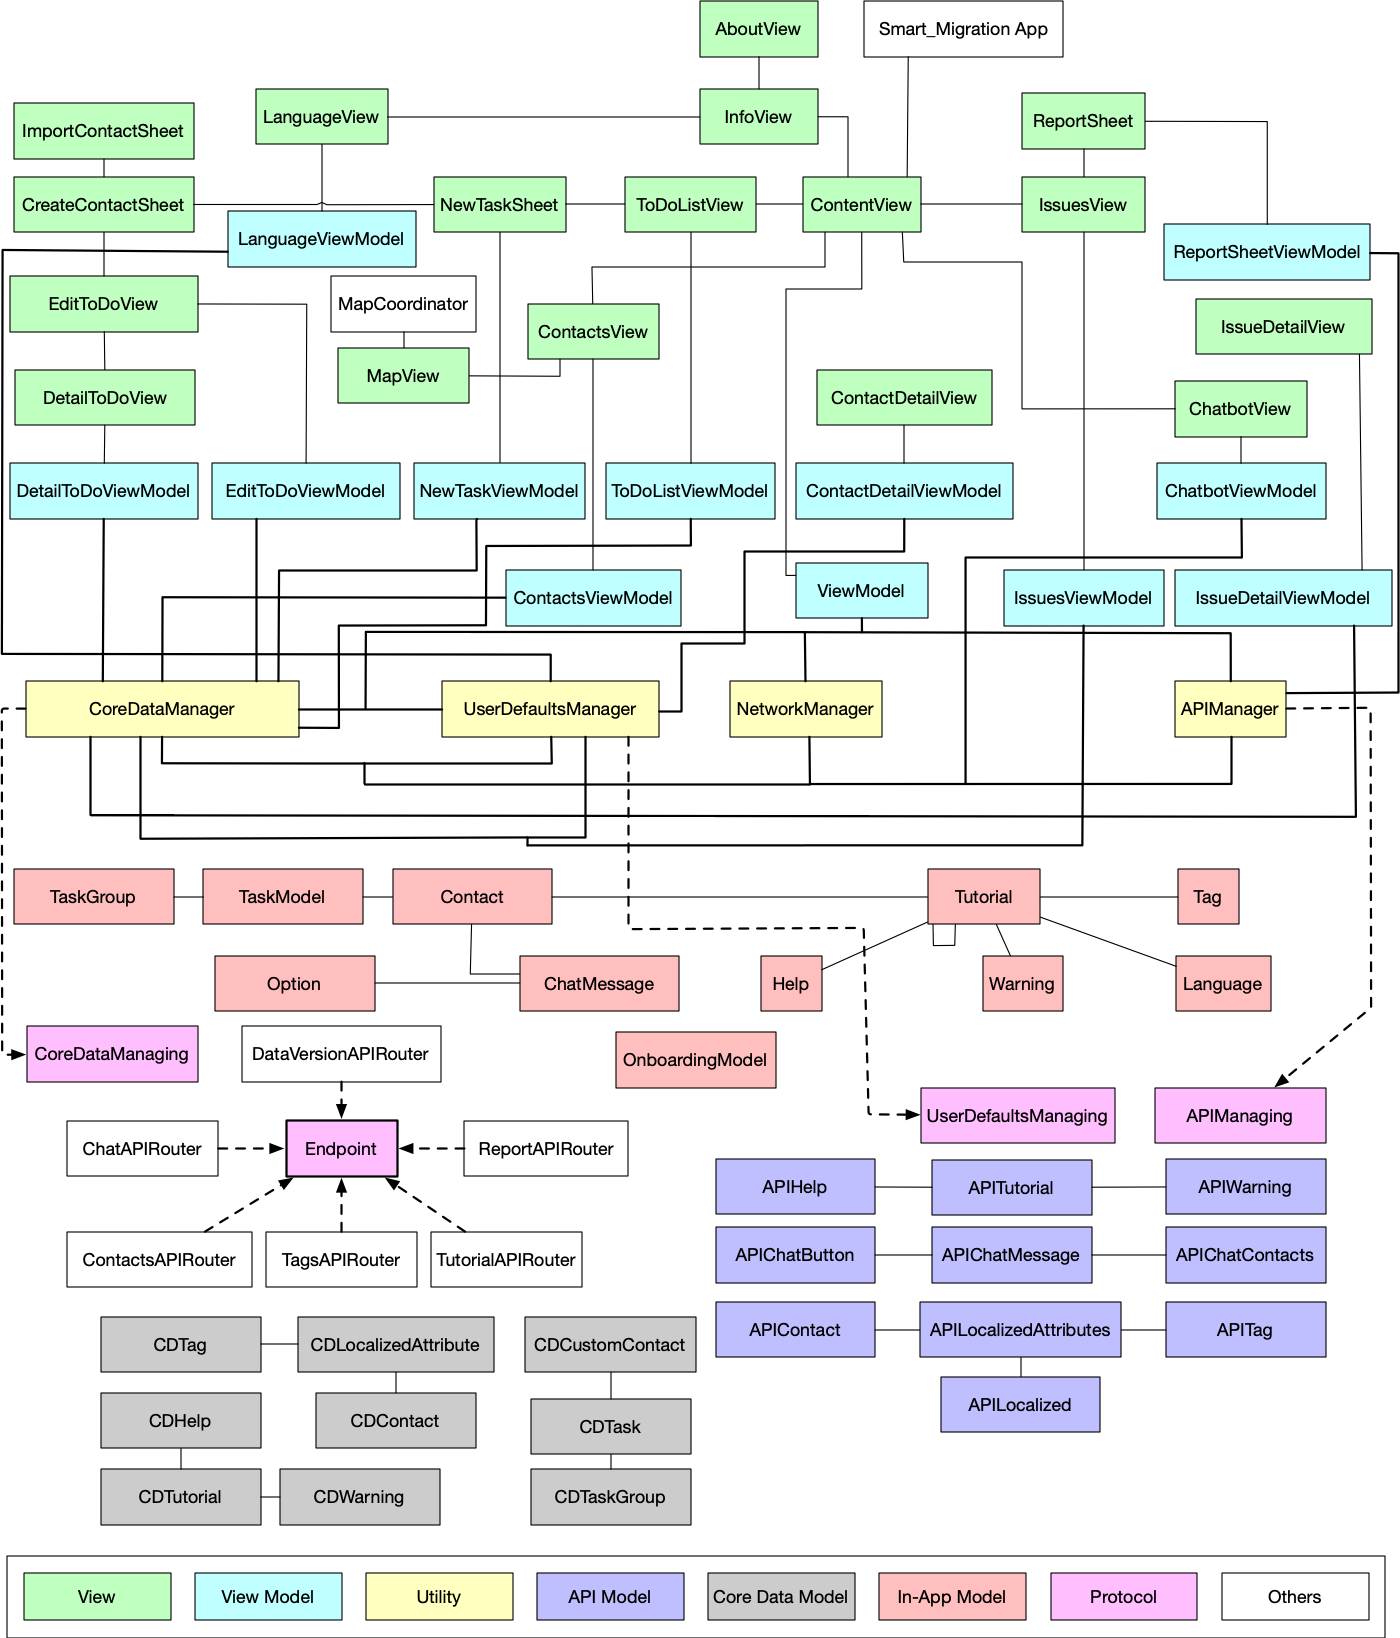 AboutView
Smart_Migration App
LanguageView
InfoView
ReportSheet
ImportContactSheet
CreateContactSheet
NewTaskSheet
ToDoListView
ContentView
IssuesView
LanguageViewModel
ReportSheetViewModel
EditToDoView
MapCoordinator
ContactsView
IssueDetailView
MapView
DetailToDoView
ContactDetailView
ChatbotView
DetailToDoViewModel
EditToDoViewModel
NewTaskViewModel
ToDoListViewModel
ContactDetailViewModel
ChatbotViewModel
ContactsViewModel
ViewModel
IssuesViewModel
IssueDetailViewModel
CoreDataManager
UserDefaultsManager
NetworkManager
APIManager
TaskGroup
TaskModel
Contact
Tutorial
Tag
Option
ChatMessage
Help
Warning
Language
CoreDataManaging
DataVersionAPIRouter
OnboardingModel
UserDefaultsManaging
APIManaging
ChatAPIRouter
Endpoint
ReportAPIRouter
APIHelp
APITutorial
APIWarning
ContactsAPIRouter
TagsAPIRouter
TutorialAPIRouter
APIChatButton
APIChatMessage
APIChatContacts
CDTag
CDLocalizedAttribute
CDCustomContact
APIContact
APILocalizedAttributes
APITag
CDHelp
CDContact
CDTask
APILocalized
CDTutorial
CDWarning
CDTaskGroup
View
View Model
Utility
API Model
Core Data Model
In-App Model
Protocol
Others